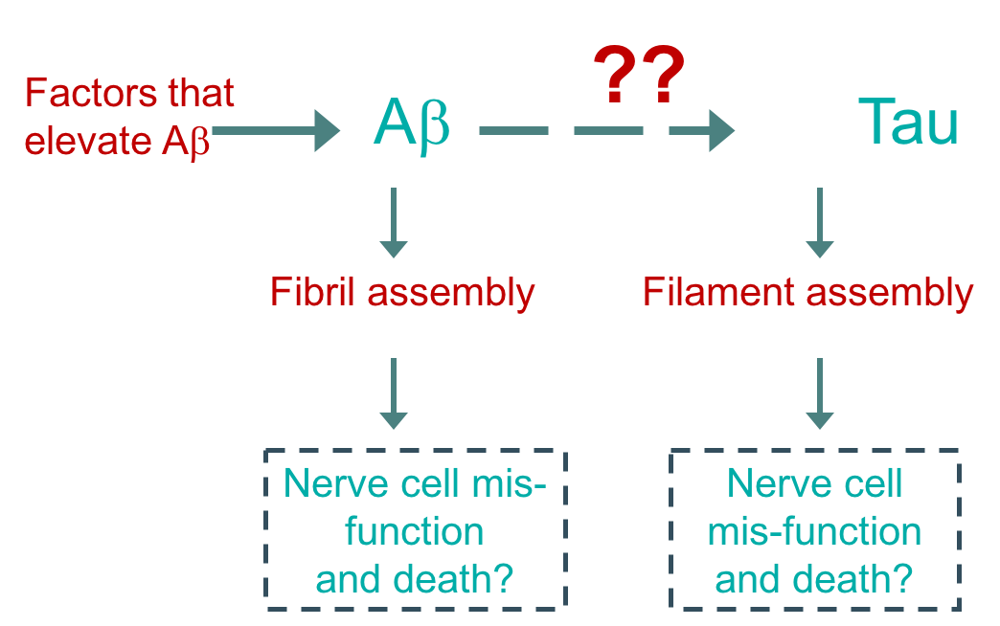 ??
Factors that
elevate Aβ
Aβ
Tau
Fibril assembly
Filament assembly
Nerve cell mis-
function
and death?
Nerve cell
mis-function
and death?